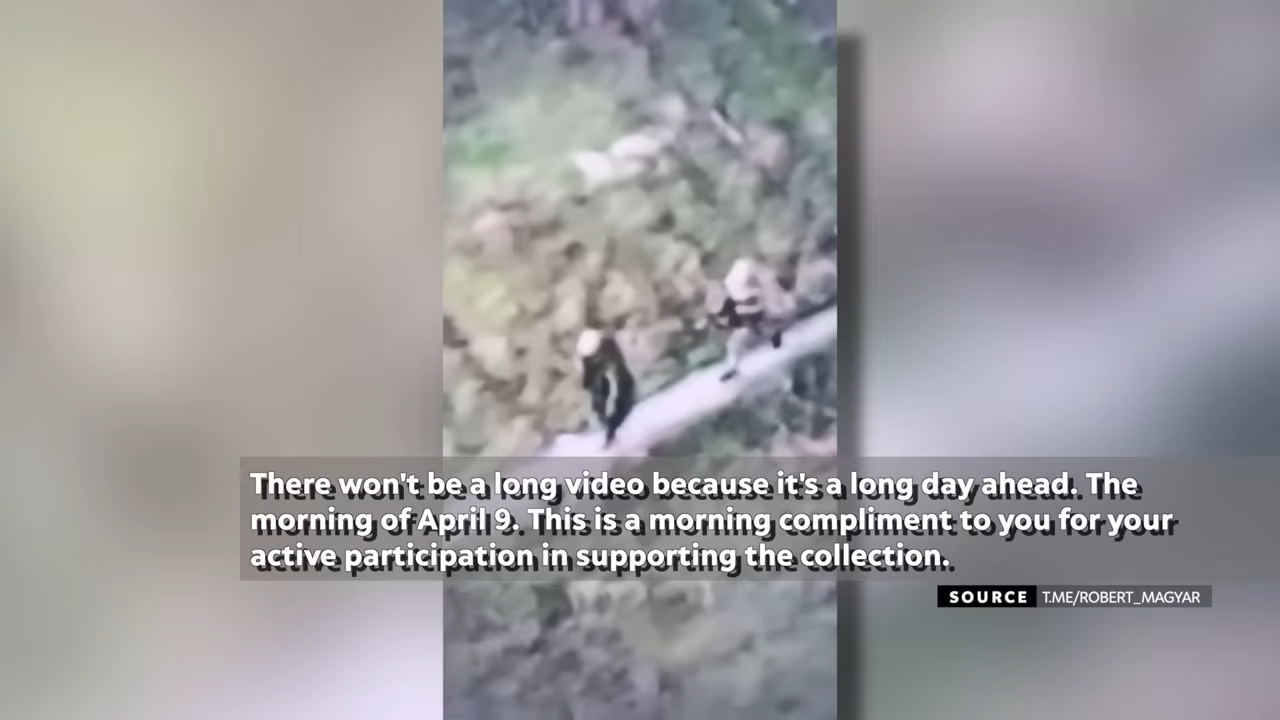 There won't be a long video because it's a long day ahead. The
morning of April 9. This is a morning compliment to you for your
active participation in supporting the collection.
SOURCE T.ME/ROBERT_MAGYAR